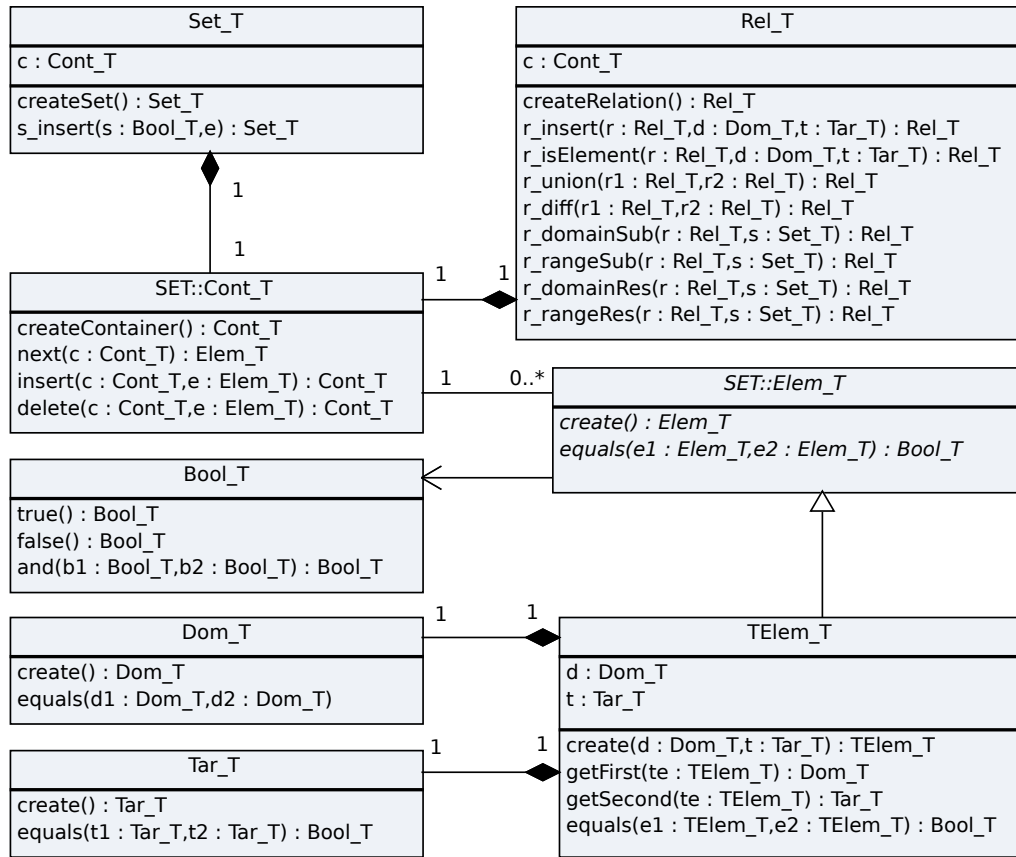 Set_T
c : Cont_T
createSet() : Set_T
s_insert(s : Bool_T,e) : Set_T
1
1
Rel_T
c : Cont_T
createRelation() : Rel_T
r_insert(r : Rel_T,d : Dom_T,t : Tar_T) : Rel_T
r_isElement(r : Rel_T,d : Dom_T,t : Tar_T) : Rel_T
r_union(r1 : Rel_T,r2 : Rel_T) : Rel_T
r_diff(r1 : Rel_T,r2 : Rel_T) : Rel_T
r_domainSub(r : Rel_T,s : Set_T) : Rel_T
r_rangeSub(r : Rel_T,s : Set_T) : Rel_T
r_domainRes(r : Rel_T,s : Set_T) : Rel_T
r_rangeRes(r : Rel_T,s : Set_T) : Rel_T
1 1
SET::Cont_T
createContainer() : Cont_T
next(c : Cont_T) : Elem_T
insert(c : Cont_T,e : Elem_T) : Cont_T
delete(c : Cont_T,e : Elem_T) : Cont_T
1 0..*
SET::Elem_T
create() : Elem_T
equals(e1 : Elem_T,e2 : Elem_T) : Bool_T
Bool_T
true() : Bool_T
false() : Bool_T
and(b1 : Bool_T,b2 : Bool_T) : Bool_T
Dom_T
create() : Dom_T
equals(d1 : Dom_T,d2 : Dom_T)
1 1
TElem_T
d : Dom_T
t : Tar_T
create(d : Dom_T,t : Tar_T) : TElem_T
getFirst(te : TElem_T) : Dom_T
getSecond(te : TElem_T) : Tar_T
equals(e1 : TElem_T,e2 : TElem_T) : Bool_T
1 1
Tar_T
create() : Tar_T
equals(t1 : Tar_T,t2 : Tar_T) : Bool_T